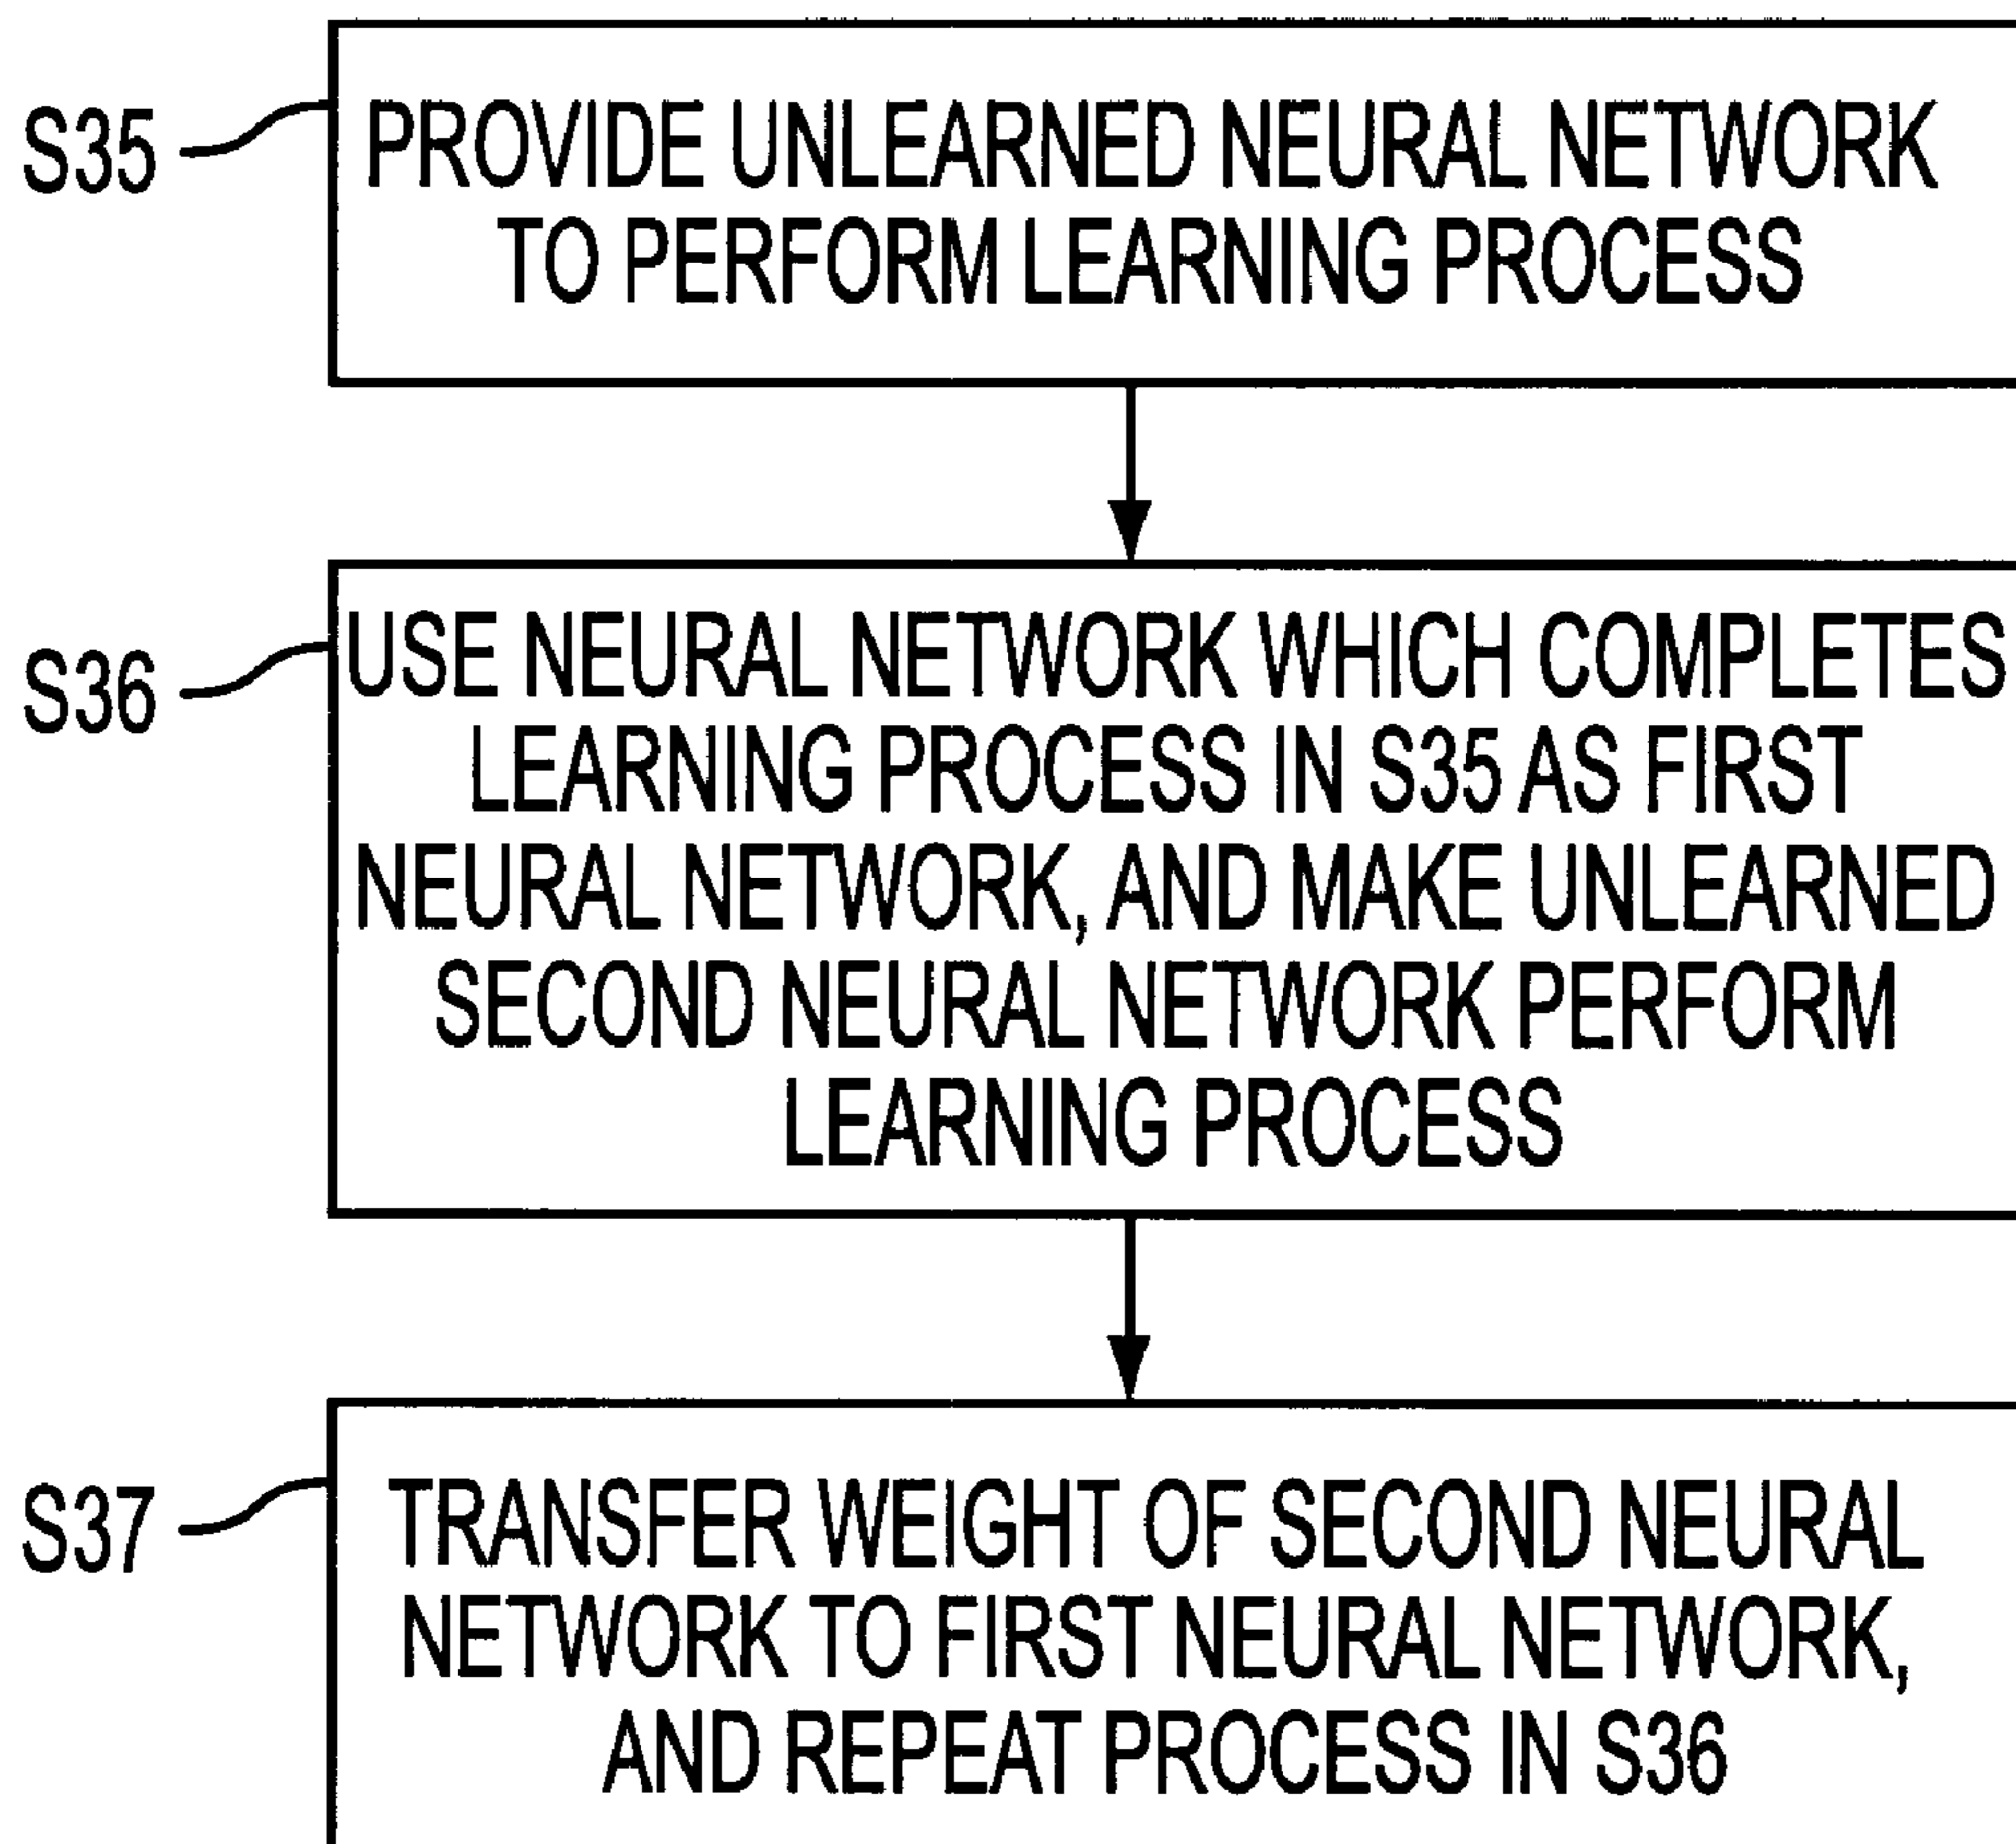 S35
PROVIDE UNLEARNED NEURAL NETWORK
TO PERFORM LEARNING PROCESS
S36
USE NEURAL NETWORK WHICH COMPLETES
LEARNING PROCESS IN S35 AS FIRST
NEURAL NETWORK, AND MAKE UNLEARNED
SECOND NEURAL NETWORK PERFORM
LEARNING PROCESS
S37
TRANSFER WEIGHT OF SECOND NEURAL
NETWORK TO FIRST NEURAL NETWORK,
AND REPEAT PROCESS IN S36